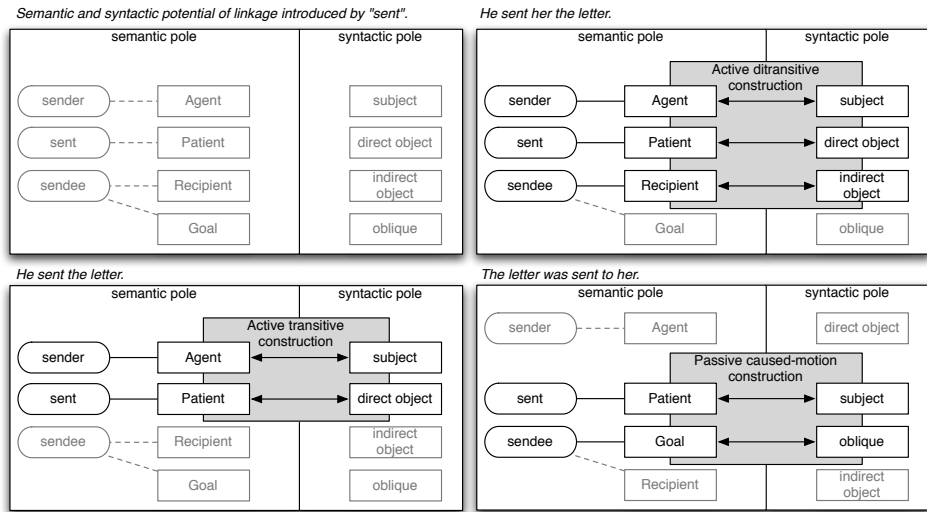 Semantic and syntactic potential of linkage introduced by "sent".
semantic pole
syntactic pole
sender
Agent
subject
sent
Patient
direct object
sendee
Recipient
indirect
object
Goal
oblique
He sent her the letter.
semantic pole
syntactic pole
Active ditransitive
construction
sender
Agent
subject
sent
Patient
direct object
sendee
Recipient
indirect
object
Goal
oblique
He sent the letter.
semantic pole
syntactic pole
Active transitive
construction
sender
Agent
subject
sent
Patient
direct object
sendee
Recipient
indirect
object
Goal
oblique
The letter was sent to her.
semantic pole
syntactic pole
sender
Agent
direct object
Passive caused-motion
construction
sent
Patient
subject
sendee
Goal
oblique
Recipient
indirect
object